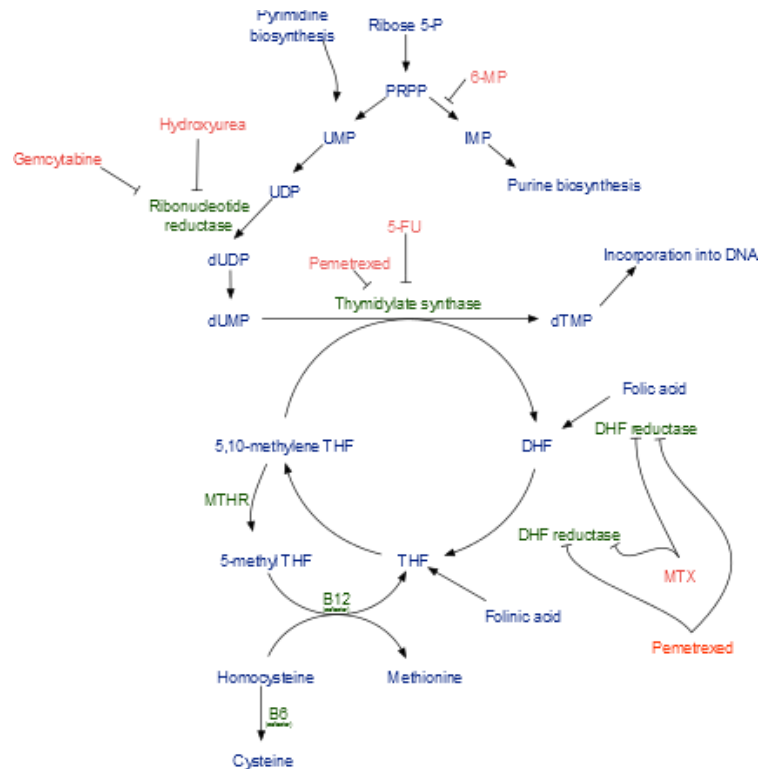 Pyrimidine
biosynthesis
Ribose 5-P
6-MP
PRPP
Hydroxyurea
UMP
IMP
Gemcytabine
UDP
Purine biosynthesis
Ribonucleotide
reductase
5-FU
dUDP
Pemetrexed
Incorporation into DNA
Thymidylate synthase
dUMP
dTMP
Folic acid
DHF reductase
5,10-methylene THF
DHF
MTHR
DHF reductase
5-methyl THF
THF
MTX
B12
Folinic acid
Pemetrexed
Homocysteine
Methionine
B6
Cysteine